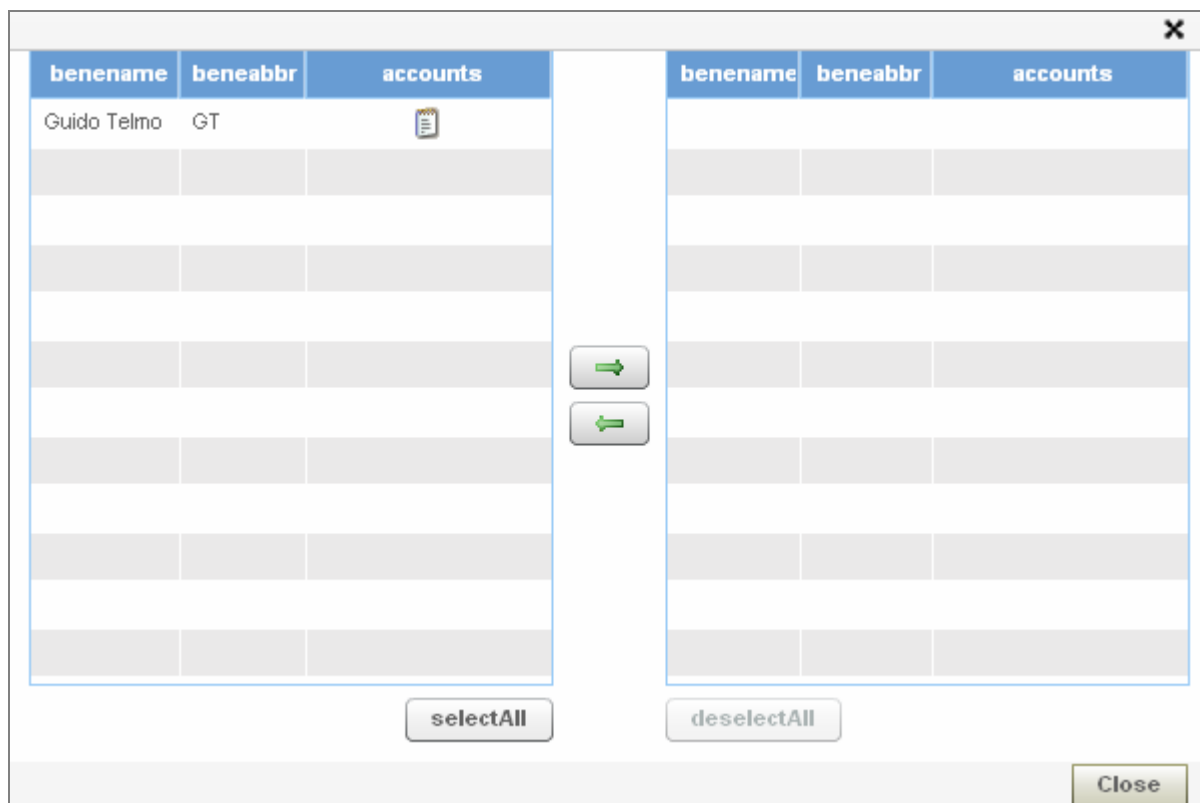 benename beneabbr accounts benename beneabbr accounts
Guido Telmo GT
selectAll deselectAll
Close